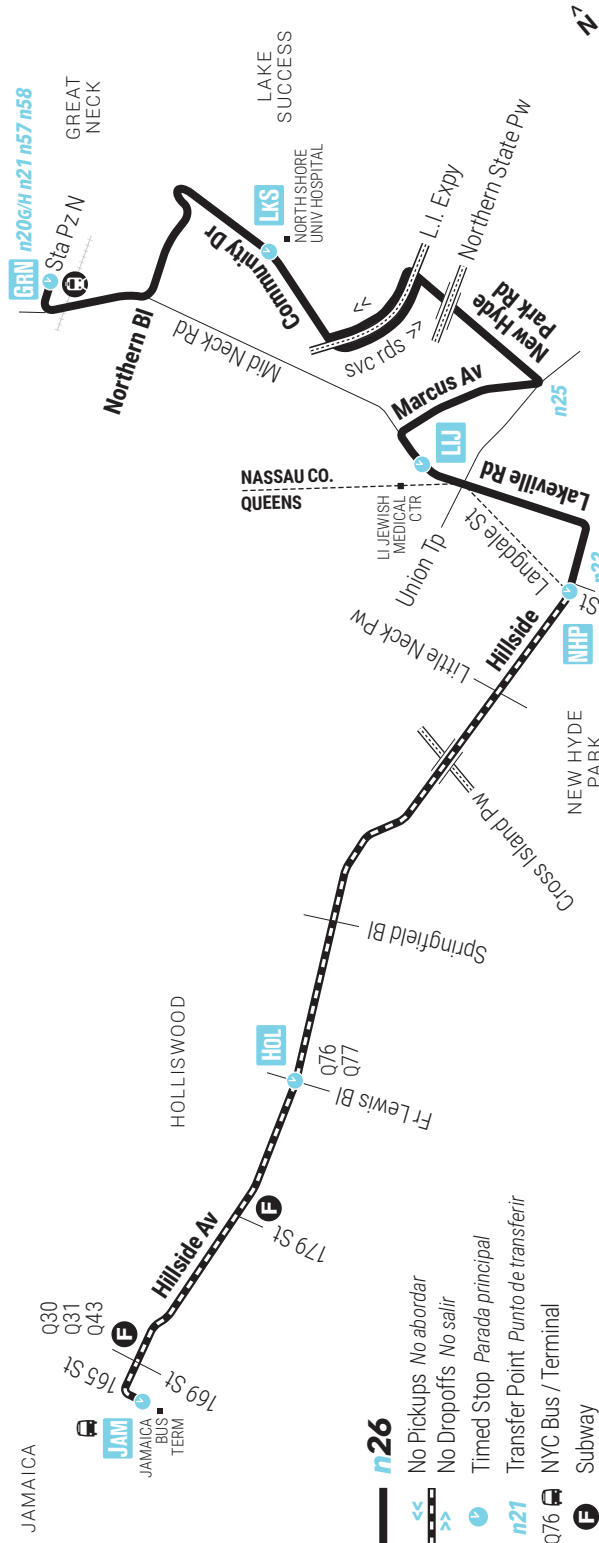 JAMAICA
Q30
Q31
Q43
165 St
F
169 St
JAM
JAMAICA
BUS
TERM
Hillside Av
179 St
F
HOLLISWOOD
HOL
Q76
Q77
Fr Lewis Bl
Springfield Bl
Cross Island Pw
Little Neck Pw
Hillside
NEW HYDE
PARK
NHP
St
Langdale St
Union Tp
Lakeville Rd
NASSAU CO.
QUEENS
LI JEWISH
MEDICAL
CTR
LIJ
Marcus Av
n25
New Hyde
Park Rd
Northern State Pw
L.I. Expy
<<
svc rds >>
Community Dr
LKS
NORTH SHORE
UNIV HOSPITAL
LAKE
SUCCESS
Mid Neck Rd
Northern Bl
GRN n20G/H n21 n57 n58
Sta Pz N
GREAT
NECK
N
n26
<< No Pickups No abordar
>> No Dropoffs No salir
Timed Stop Parada principal
n21 Transfer Point Punto de transferir
Q76 NYC Bus / Terminal
F Subway